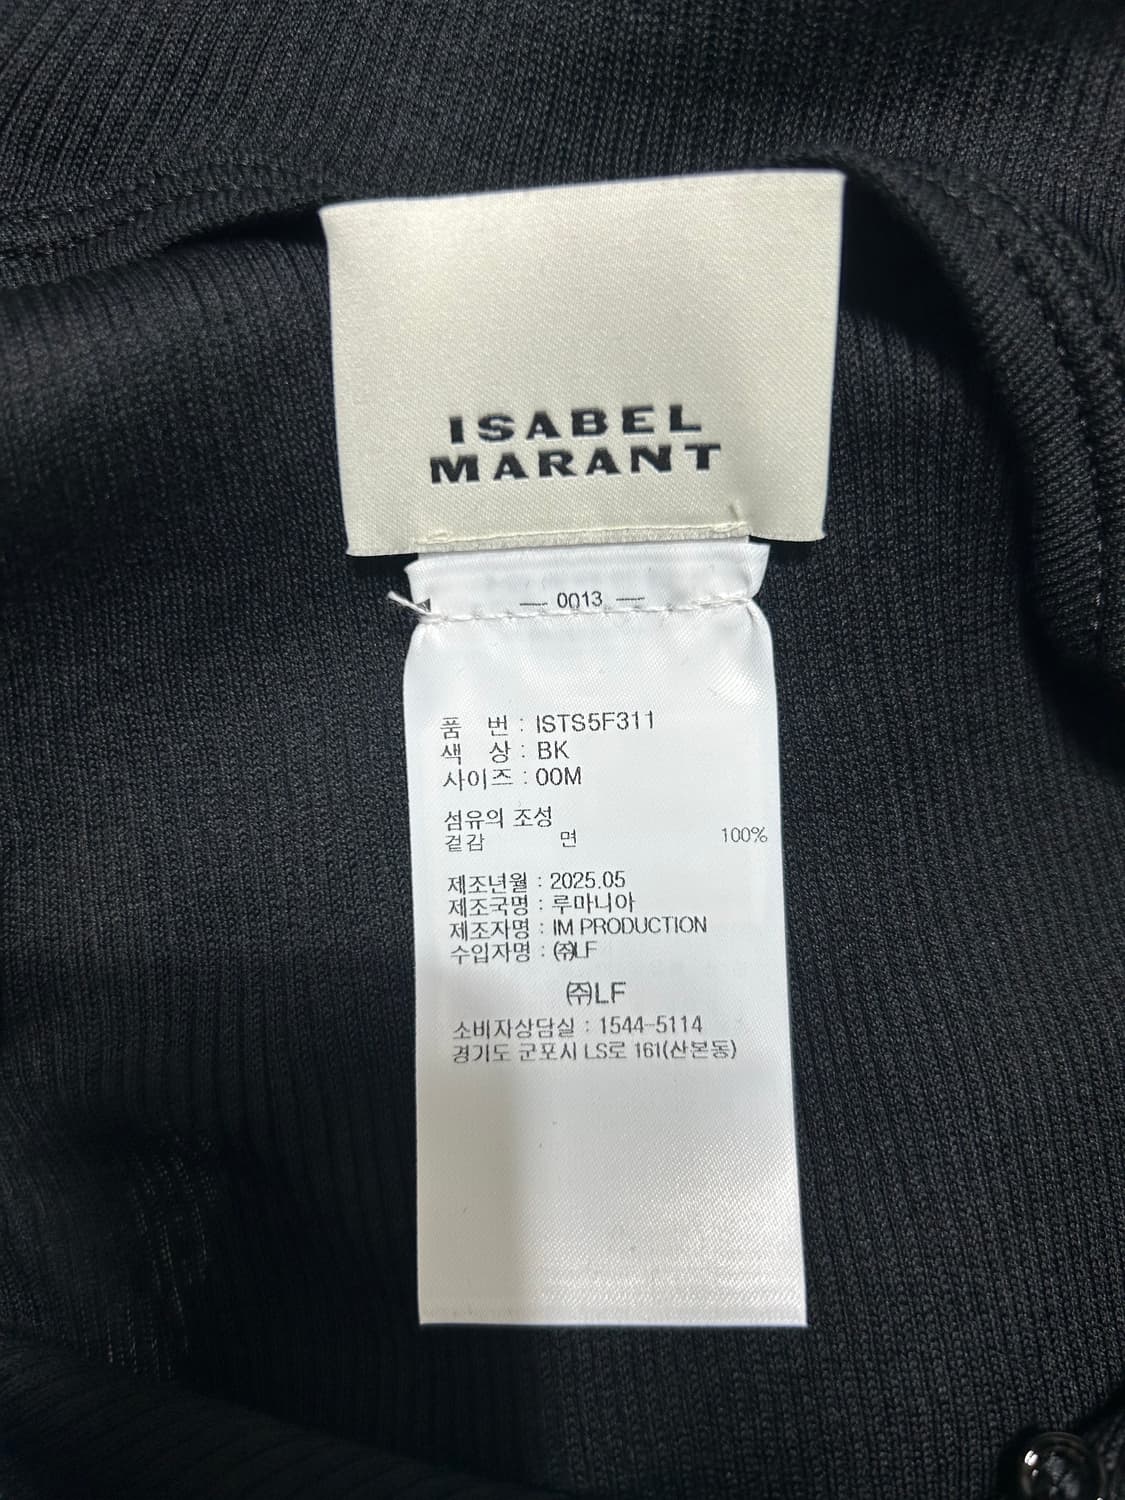 ISABEL
MARANT
— 0013 —
품 번 : ISTS5F311
색 상 : BK
사이즈 : 00M
섬유의 조성
겉감 면 100%
제조년월 : 2025.05
제조국명 : 루마니아
제조자명 : IM PRODUCTION
수입자명 : ㈜LF
㈜LF
소비자상담실 : 1544-5114
경기도 군포시 LS로 161(산본동)